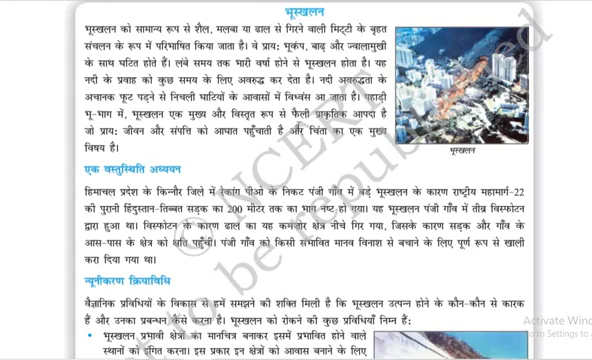 भूस्खलन
भूस्खलन को सामान्य रूप से शैल, मलबा या ढाल से गिरने वाली मिट्टी के बृहत
संचलन के रूप में परिभाषित किया जाता है। वे प्राय: भूकंप, बाढ़ और ज्वालामुखी
के साथ घटित होते हैं। लंबे समय तक भारी वर्षा होने से भूस्खलन होता है। यह
नदी के प्रवाह को कुछ समय के लिए अवरुद्ध कर देता है। नदी अवरुद्धता के
अचानक फूट पड़ने से निचली घाटियों के आवासों में विध्वंस आ जाता है। पहाड़ी
भू-भाग में, भूस्खलन एक मुख्य और विस्तृत रूप से फैली प्राकृतिक आपदा है
जो प्राय: जीवन और संपत्ति को आघात पहुँचाती है और चिंता का एक मुख्य
विषय है।
भूस्खलन
एक वस्तुस्थिति अध्ययन
हिमाचल प्रदेश के किन्नौर जिले में रेकांग पीओ के निकट पंजी गाँव में बड़े भूस्खलन के कारण राष्ट्रीय महामार्ग-22
की पुरानी हिंदुस्तान-तिब्बत सड़क का 200 मीटर तक का भाग नष्ट हो गया। यह भूस्खलन पंजी गाँव में तीव्र विस्फोटन
द्वारा हुआ था। विस्फोटन के कारण ढाल का यह कमजोर क्षेत्र नीचे गिर गया, जिसके कारण सड़क और गाँव के
आस-पास के क्षेत्र को क्षति पहुँची। पंजी गाँव को किसी संभावित मानव विनाश से बचाने के लिए पूर्ण रूप से खाली
करा दिया गया था।
न्यूनीकरण क्रियाविधि
वैज्ञानिक प्रविधियों के विकास से हमें समझने की शक्ति मिली है कि भूस्खलन उत्पन्न होने के कौन-कौन से कारक
हैं और उनका प्रबन्धन कैसे करना है। भूस्खलन को रोकने की कुछ प्रविधियाँ निम्न हैं:
• भूस्खलन प्रभावी क्षेत्रों का मानचित्र बनाकर इसमें प्रभावित होने वाले
स्थानों को इंगित करना। इस प्रकार इन क्षेत्रों को आवास बनाने के लिए
© NCERT
not to be republished
Activate Wind
Go to Settings to a